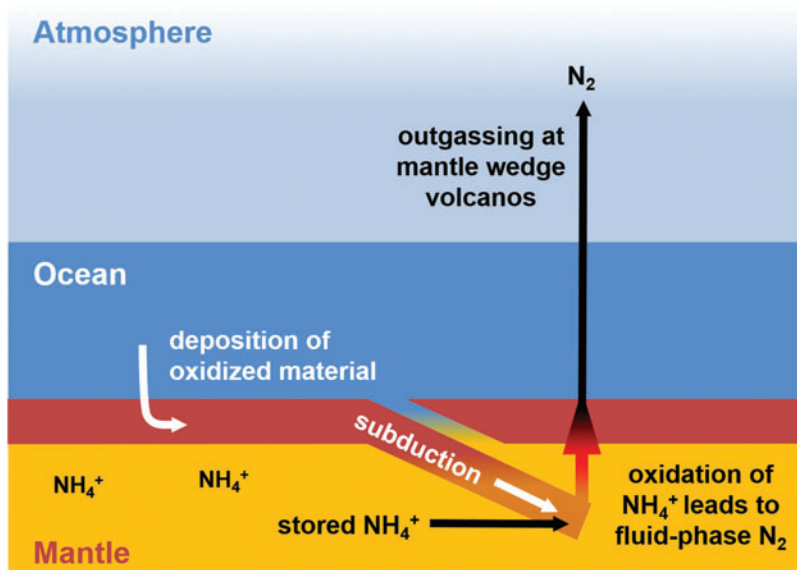 Atmosphere
N₂
outgassing at
mantle wedge
volcanos
Ocean
deposition of
oxidized material
subduction
NH₄⁺
NH₄⁺
stored NH₄⁺
oxidation of
NH₄⁺ leads to
fluid-phase N₂
Mantle